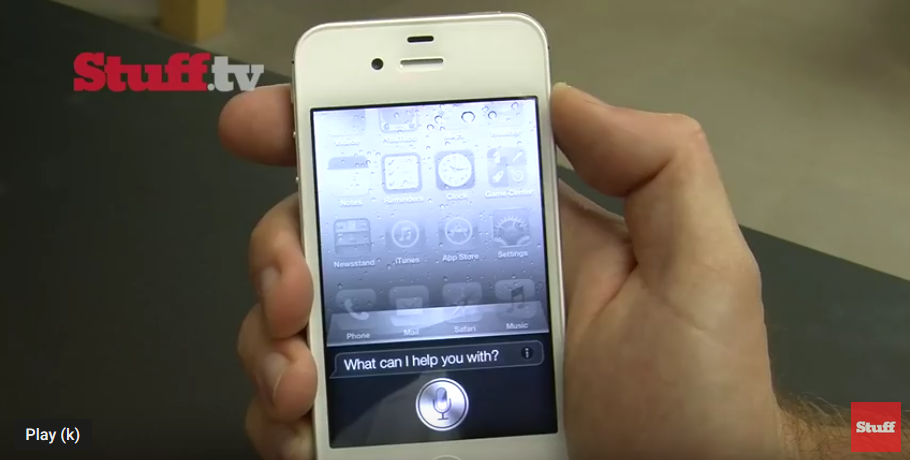 Stuff.tv
Notes Reminders Clock Game Center
Newsstand iTunes App Store Settings
Phone Mail Safari Music
What can I help you with?
Play (k)
Stuff